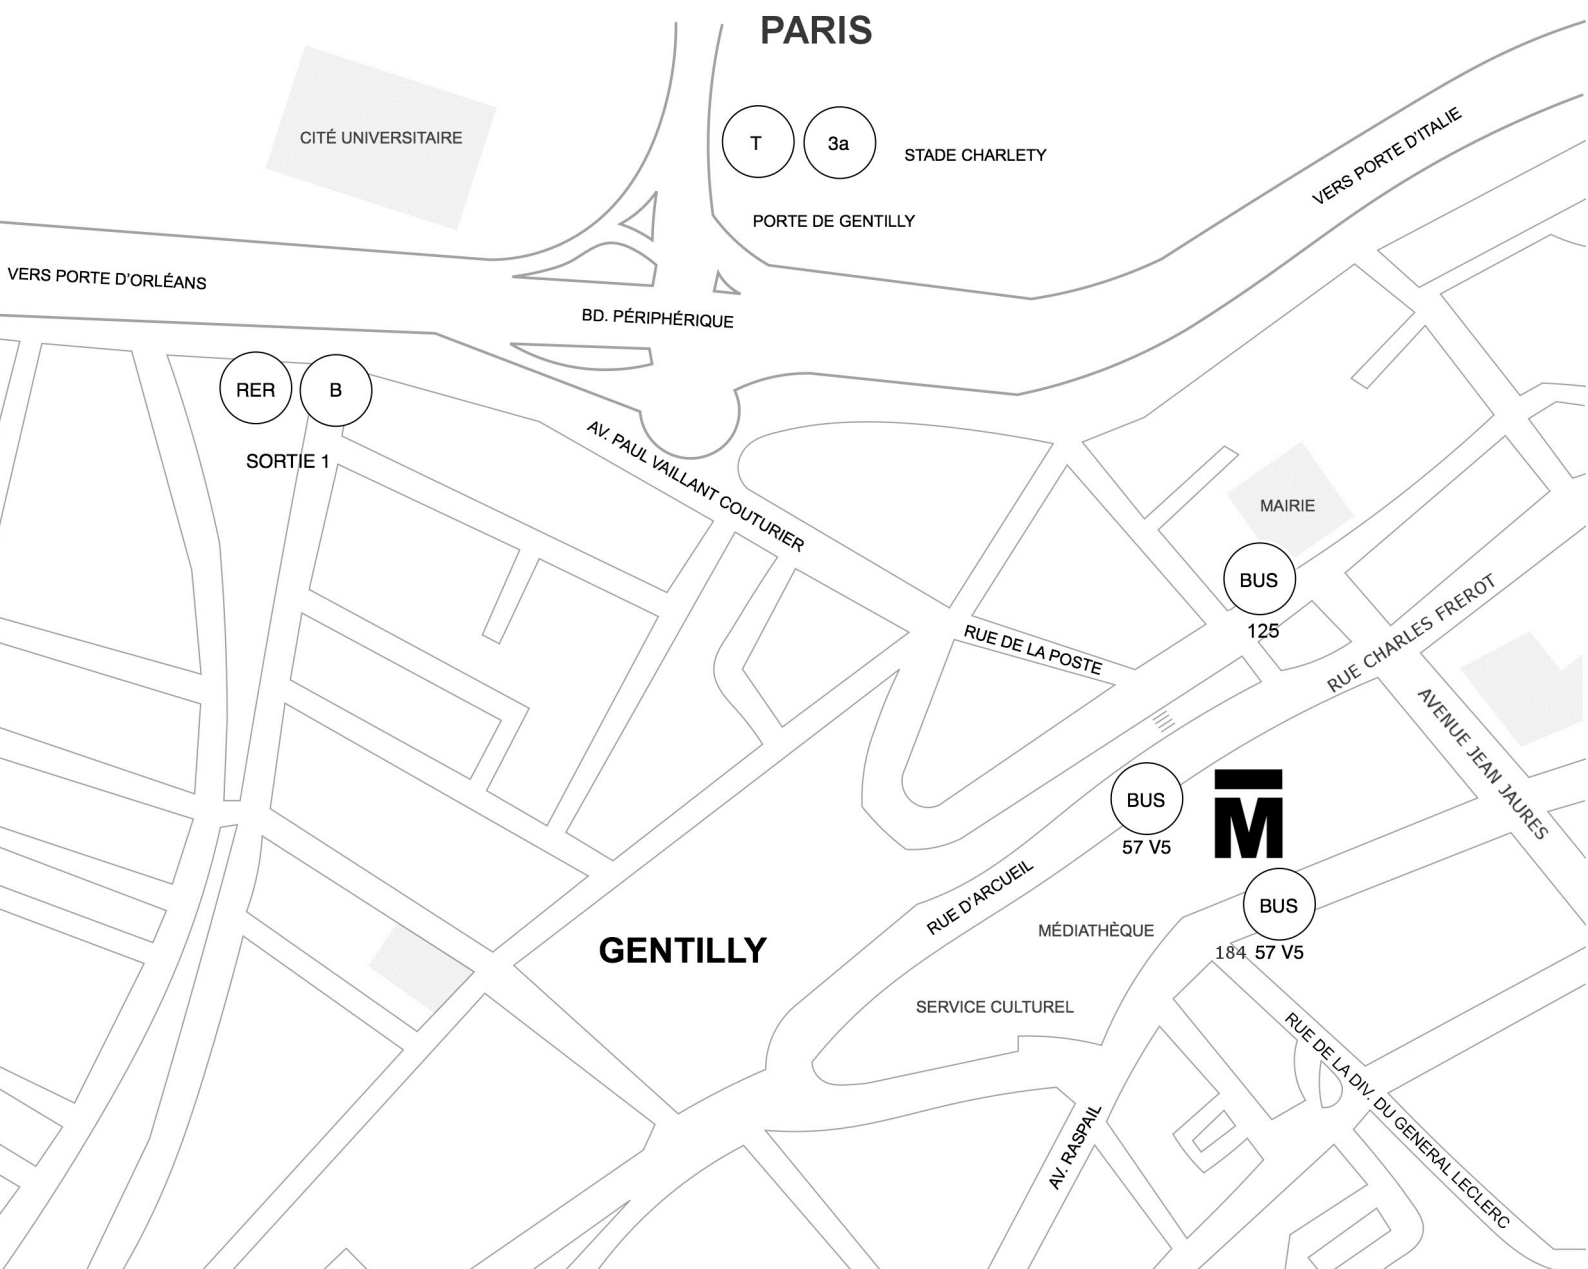 PARIS
CITÉ UNIVERSITAIRE
T
3a
STADE CHARLETY
VERS PORTE D'ITALIE
PORTE DE GENTILLY
VERS PORTE D'ORLÉANS
BD. PÉRIPHÉRIQUE
RER
B
SORTIE 1
AV. PAUL VAILLANT COUTURIER
MAIRIE
BUS
125
RUE DE LA POSTE
RUE CHARLES FREROT
AVENUE JEAN JAURES
BUS
57 V5
M
RUE D'ARCUEIL
BUS
184 57 V5
MÉDIATHÈQUE
GENTILLY
SERVICE CULTUREL
RUE DE LA DIV. DU GENERAL LECLERC
AV. RASPAIL